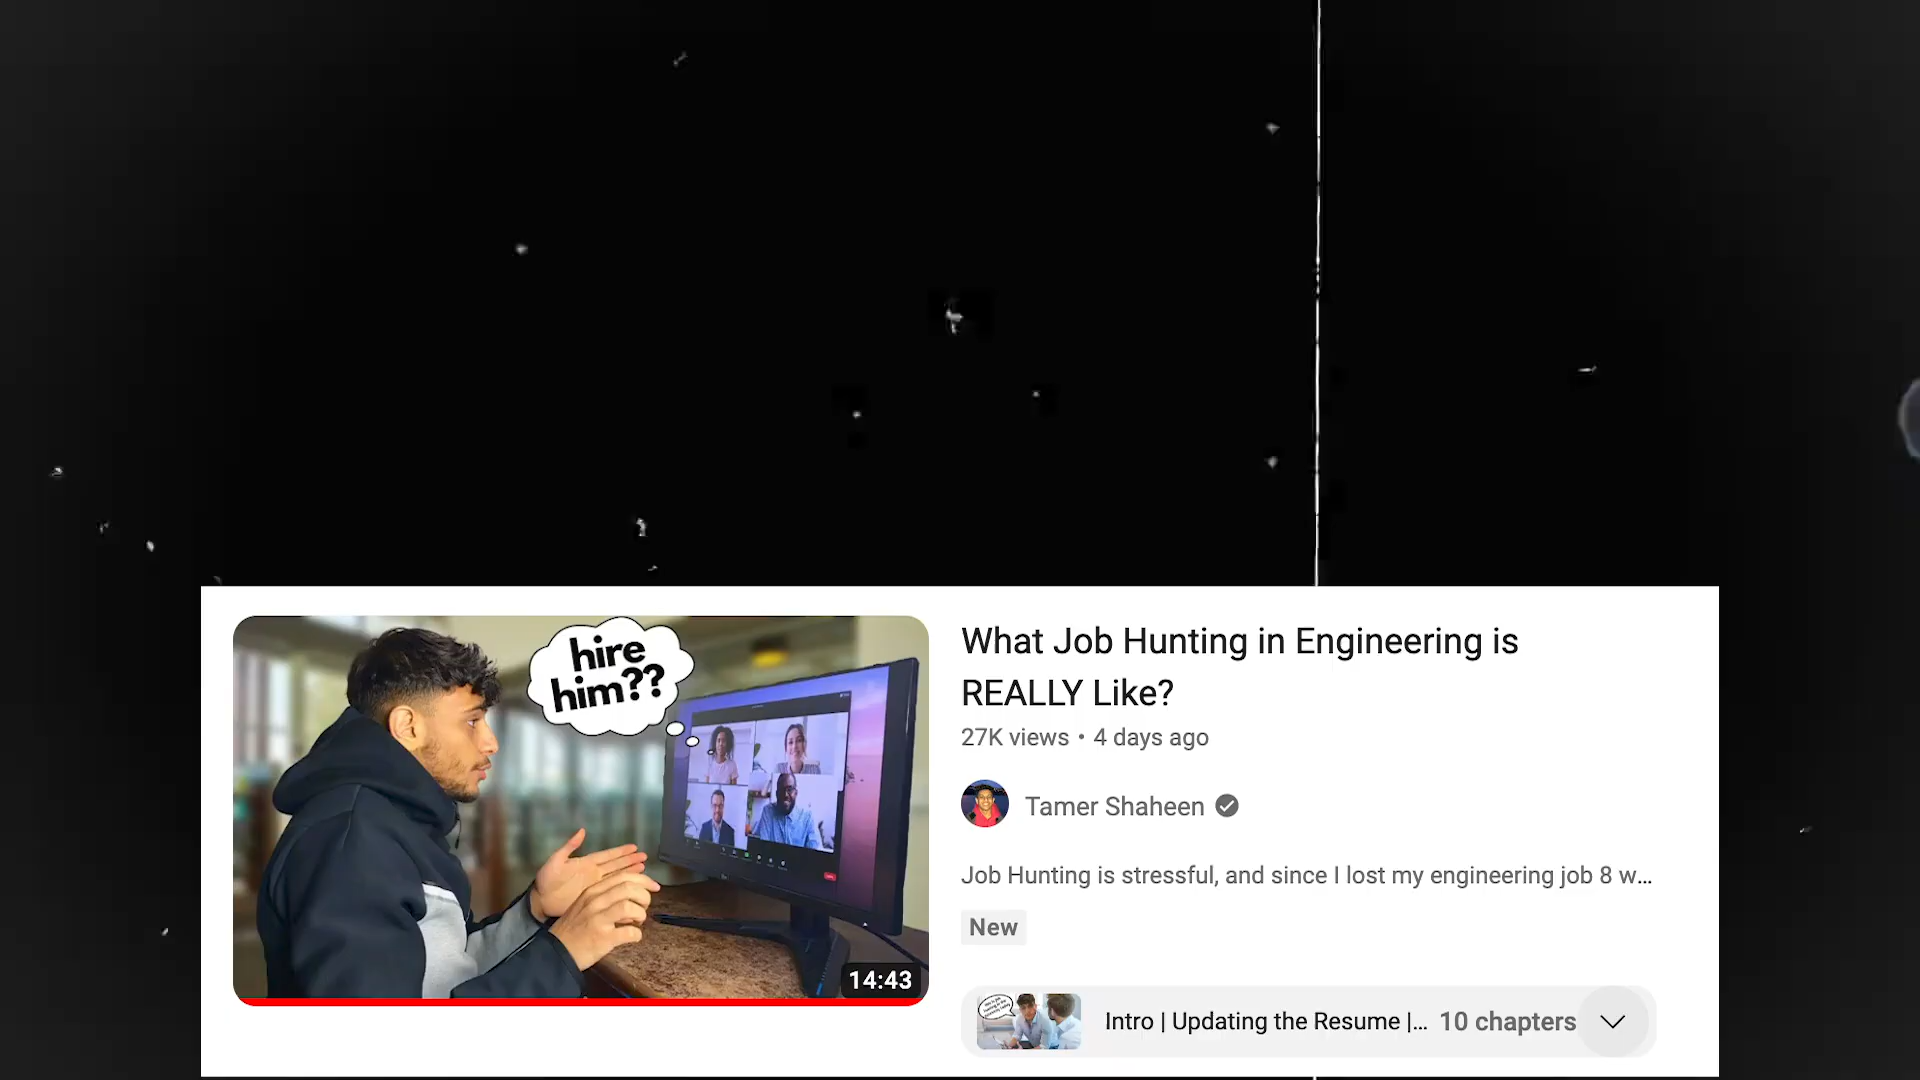 hire
him??
14:43
What Job Hunting in Engineering is
REALLY Like?
27K views • 4 days ago
Tamer Shaheen
Job Hunting is stressful, and since I lost my engineering job 8 w...
New
Intro | Updating the Resume |... 10 chapters